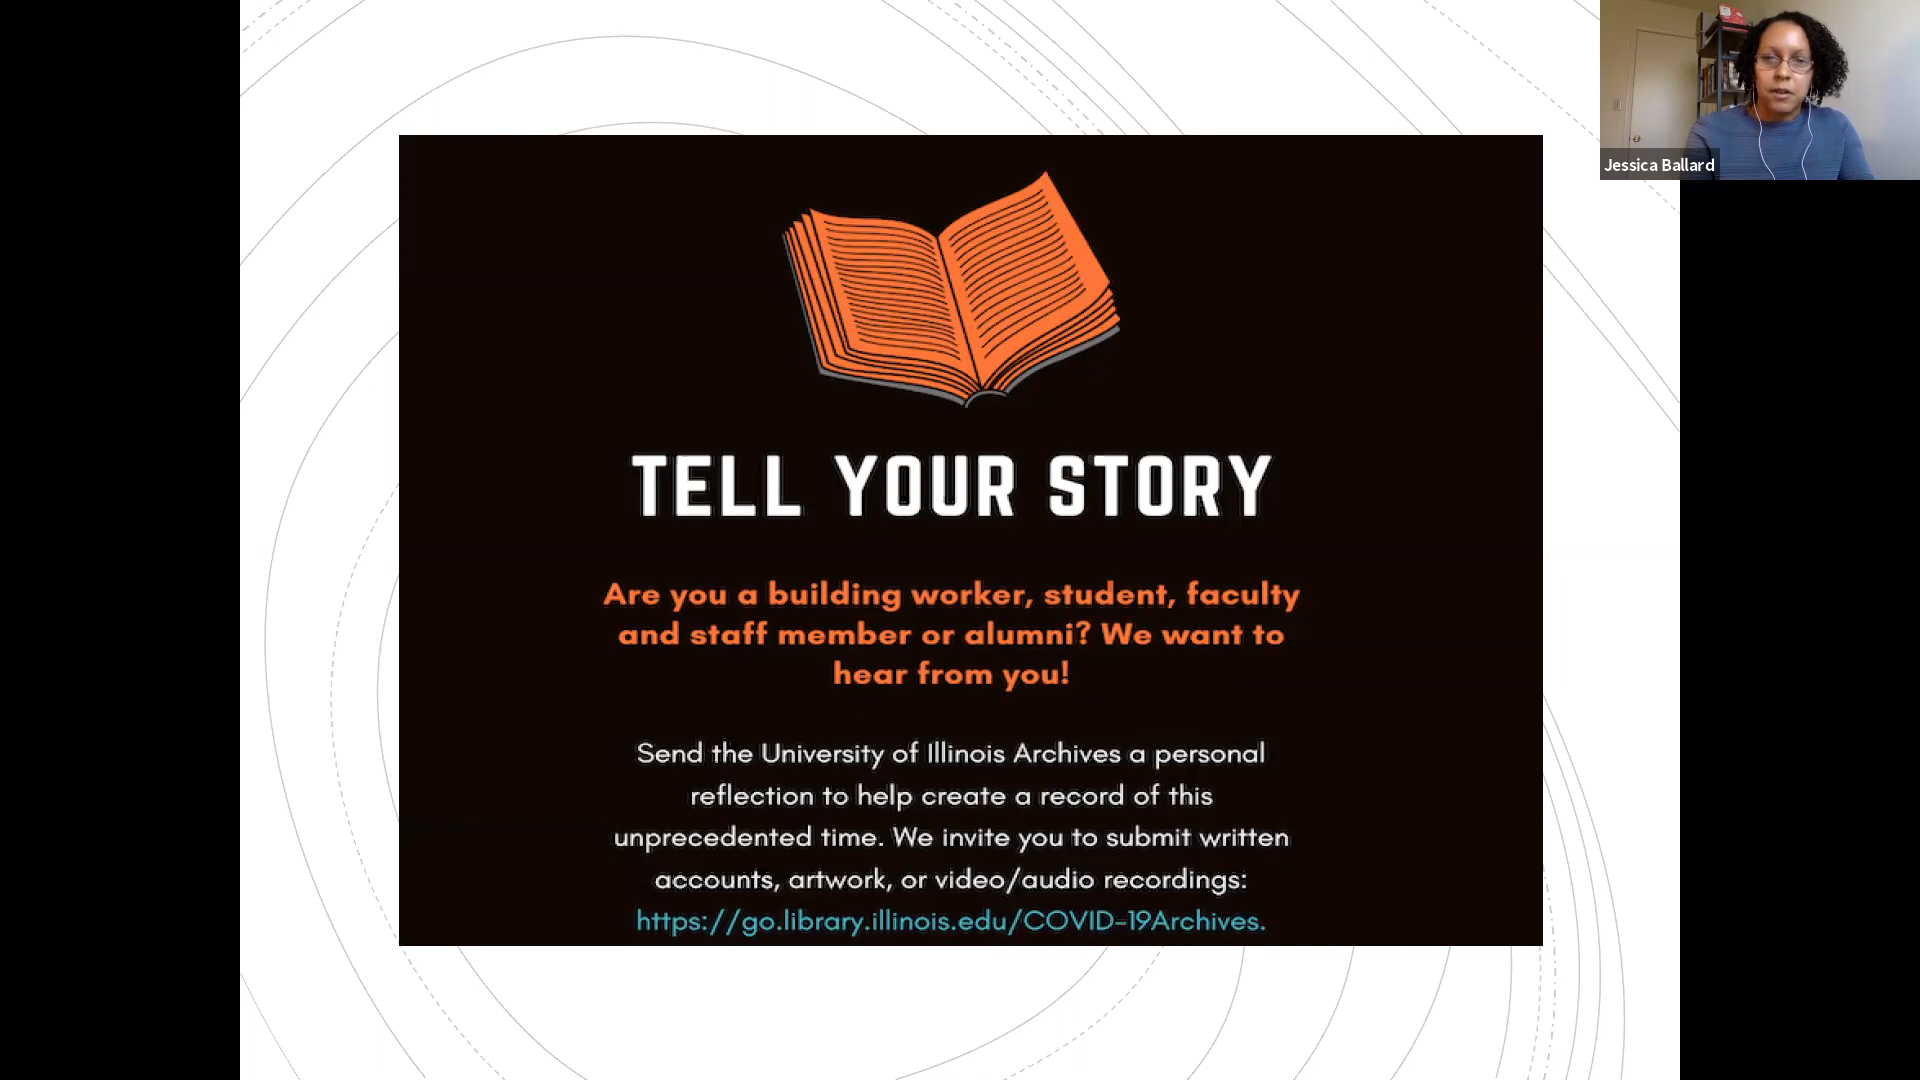 Jessica Ballard
TELL YOUR STORY
Are you a building worker, student, faculty
and staff member or alumni? We want to
hear from you!
Send the University of Illinois Archives a personal
reflection to help create a record of this
unprecedented time. We invite you to submit written
accounts, artwork, or video/audio recordings:
https://go.library.illinois.edu/COVID-19Archives.